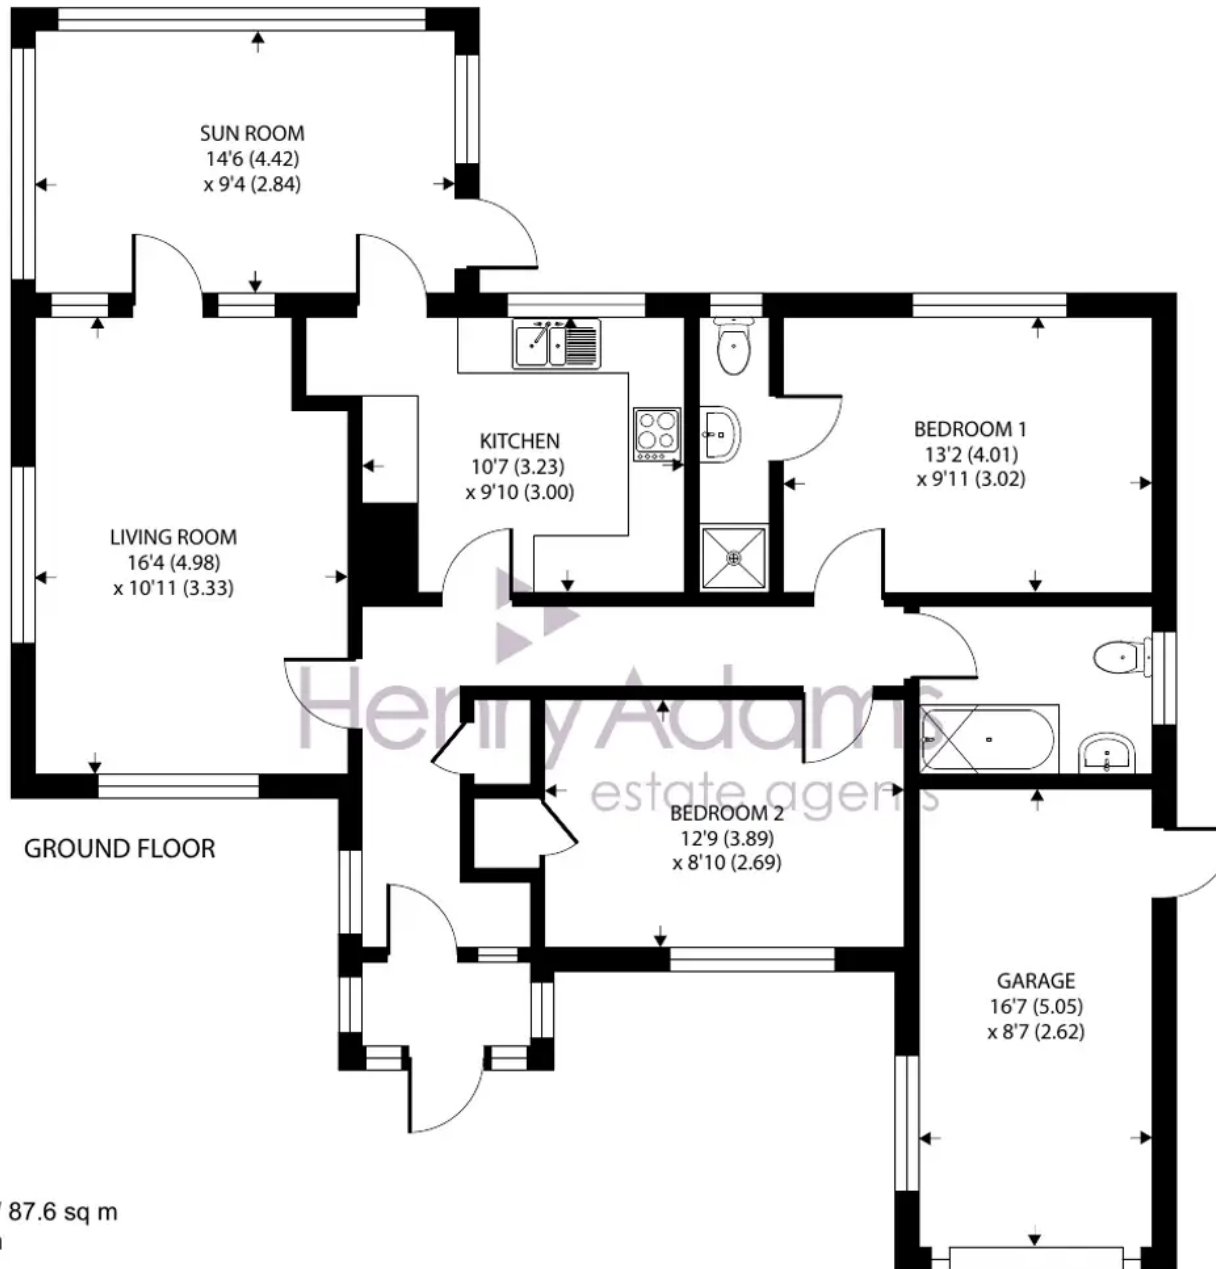 SUN ROOM
14'6 (4.42)
x 9'4 (2.84)
KITCHEN
10'7 (3.23)
x 9'10 (3.00)
BEDROOM 1
13'2 (4.01)
x 9'11 (3.02)
LIVING ROOM
16'4 (4.98)
x 10'11 (3.33)
Henry Adams
estate agents
BEDROOM 2
12'9 (3.89)
x 8'10 (2.69)
GROUND FLOOR
GARAGE
16'7 (5.05)
x 8'7 (2.62)
87.6 sq m